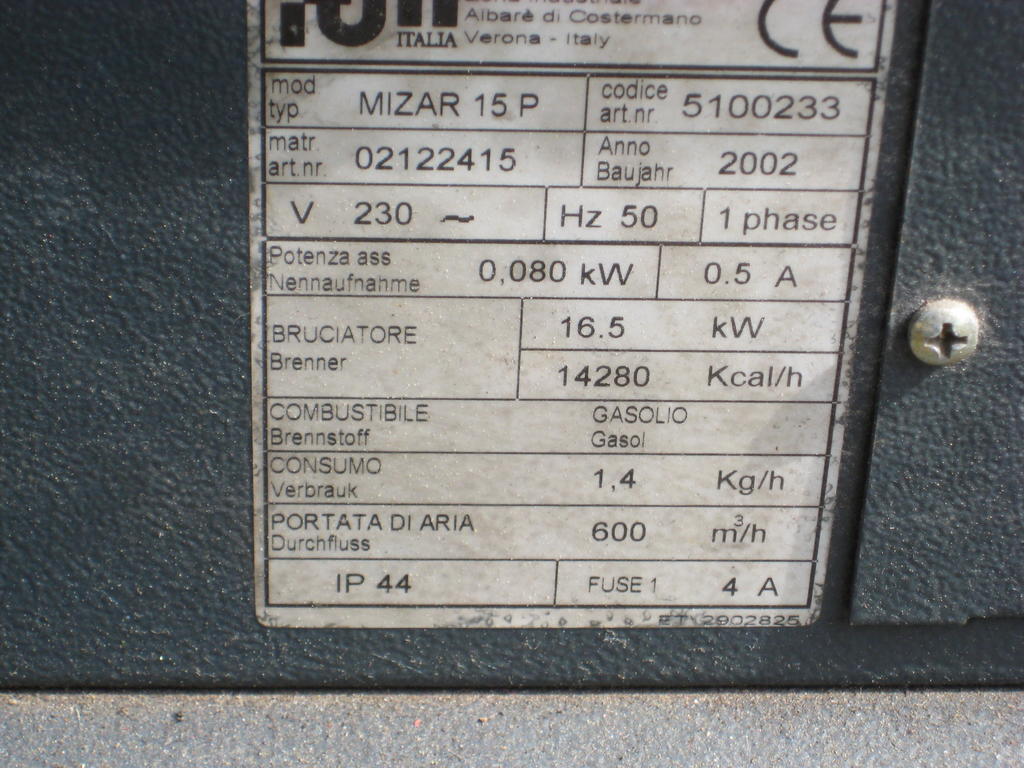 Zona Industriale
Albarè di Costermano
ITALIA Verona - Italy
CE
mod typ MIZAR 15 P codice art.nr. 5100233
matr. art.nr. 02122415 Anno Baujahr 2002
V 230 ~ Hz 50 1 phase
Potenza ass Nennaufnahme 0,080 kW 0.5 A
BRUCIATORE
Brenner
16.5 kW
14280 Kcal/h
COMBUSTIBILE GASOLIO
Brennstoff Gasol
CONSUMO
Verbrauk 1,4 Kg/h
PORTATA DI ARIA
Durchfluss 600 m³/h
IP 44 FUSE 1 4 A
ET 2902825